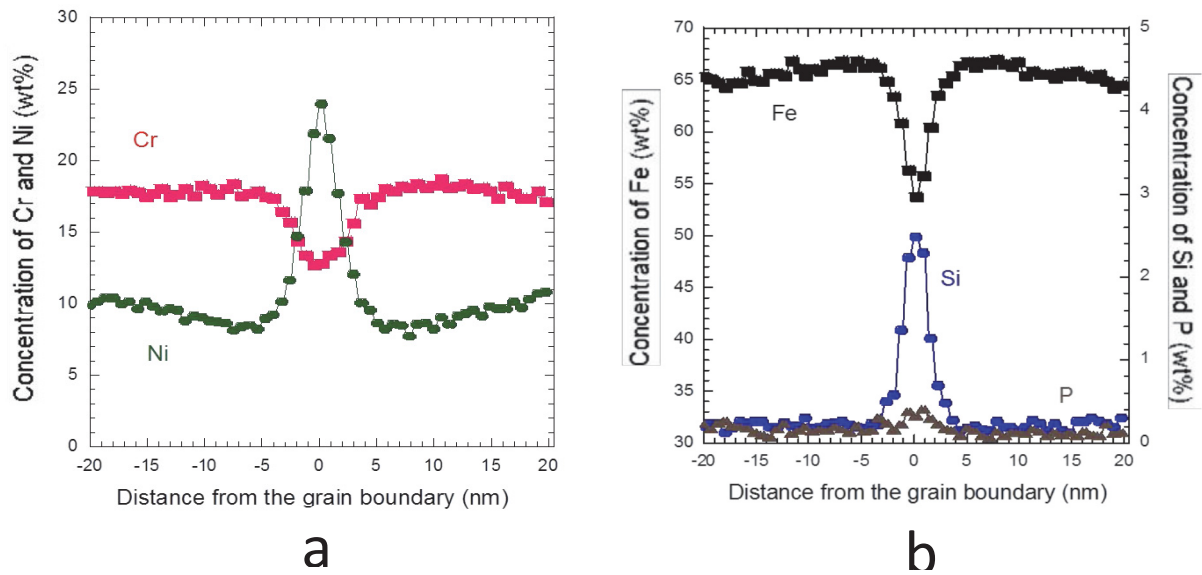 Concentration of Cr and Ni (wt%)
30
25
20
15
10
5
0
Cr
Ni
-20 -15 -10 -5 0 5 10 15 20
Distance from the grain boundary (nm)
a
Concentration of Fe (wt%)
70
65
60
55
50
45
40
35
30
Fe
Si
P
5
4
3
2
1
0
Concentration of Si and P (wt%)
-20 -15 -10 -5 0 5 10 15 20
Distance from the grain boundary (nm)
b